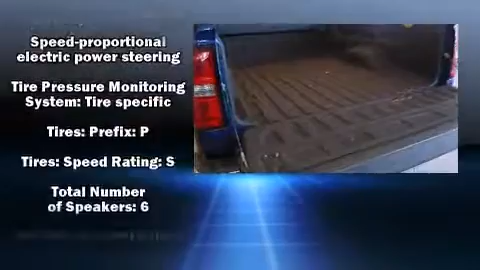 Speed-proportional
electric power steering
Tire Pressure Monitoring
System: Tire specific
Tires: Prefix: P
Tires: Speed Rating: S
Total Number
of Speakers: 6